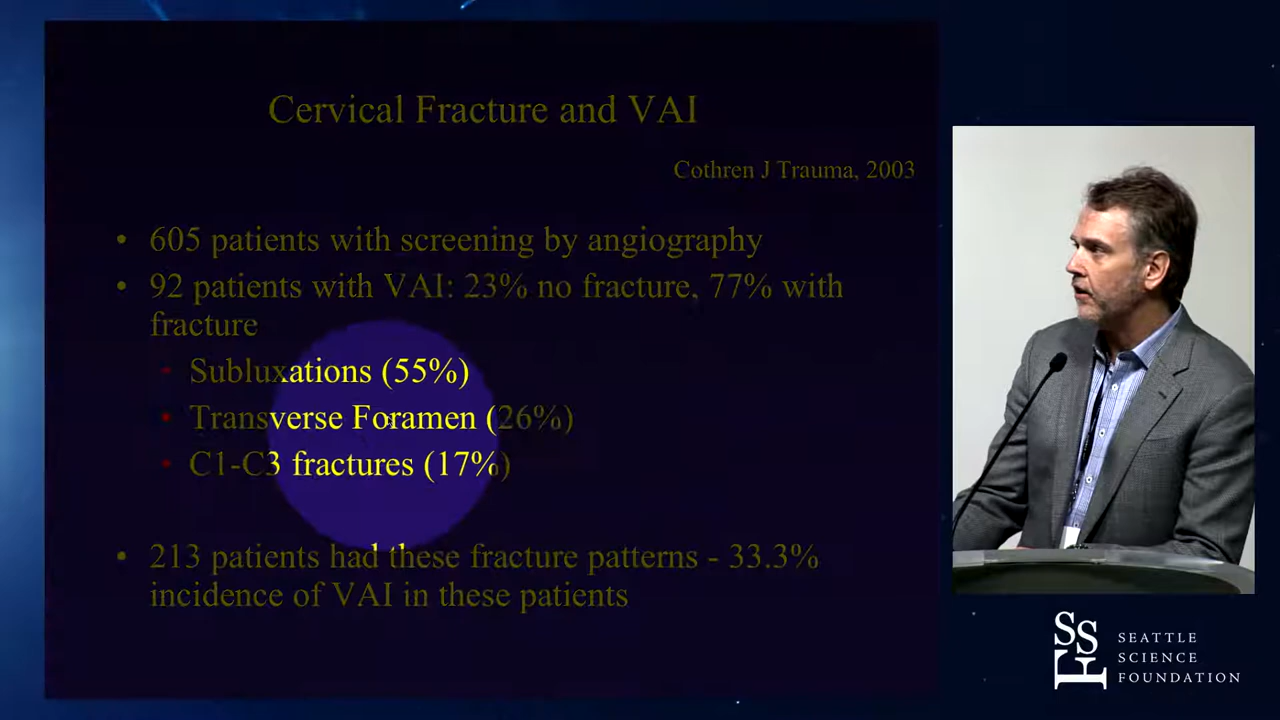 Cervical Fracture and VAI
Cothren J Trauma, 2003
• 605 patients with screening by angiography
• 92 patients with VAI: 23% no fracture, 77% with
fracture
• Subluxations (55%)
• Transverse Foramen (26%)
• C1-C3 fractures (17%)
• 213 patients had these fracture patterns - 33.3%
incidence of VAI in these patients
SSF
SEATTLE
SCIENCE
FOUNDATION